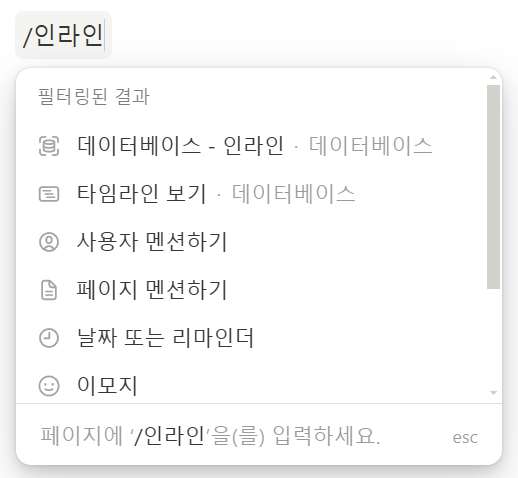 /인라인
필터링된 결과
데이터베이스 - 인라인 · 데이터베이스
타임라인 보기 · 데이터베이스
사용자 멘션하기
페이지 멘션하기
날짜 또는 리마인더
이모지
페이지에 '/인라인'을(를) 입력하세요. esc